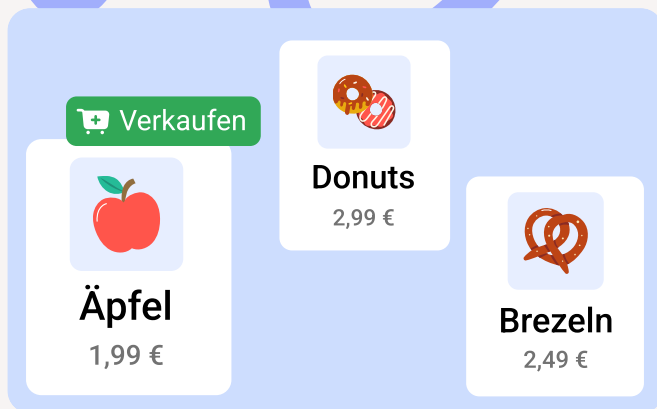 Verkaufen
Äpfel
1,99 €
Donuts
2,99 €
Brezeln
2,49 €